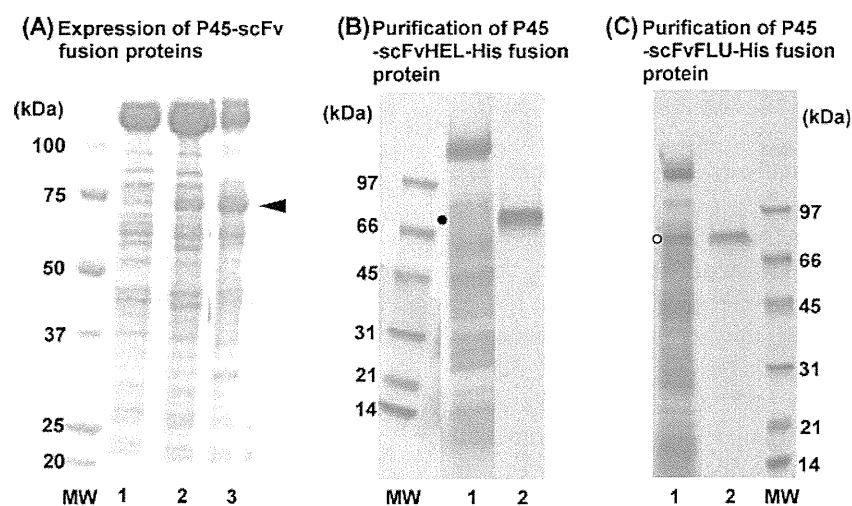 (A) Expression of P45-scFv
fusion proteins
(kDa)
100
75
50
37
25
20
MW 1 2 3
(B) Purification of P45
-scFvHEL-His fusion
protein
(kDa)
97
66
45
31
21
14
MW 1 2
(C) Purification of P45
-scFvFLU-His fusion
protein
(kDa)
97
66
45
31
21
14
1 2 MW